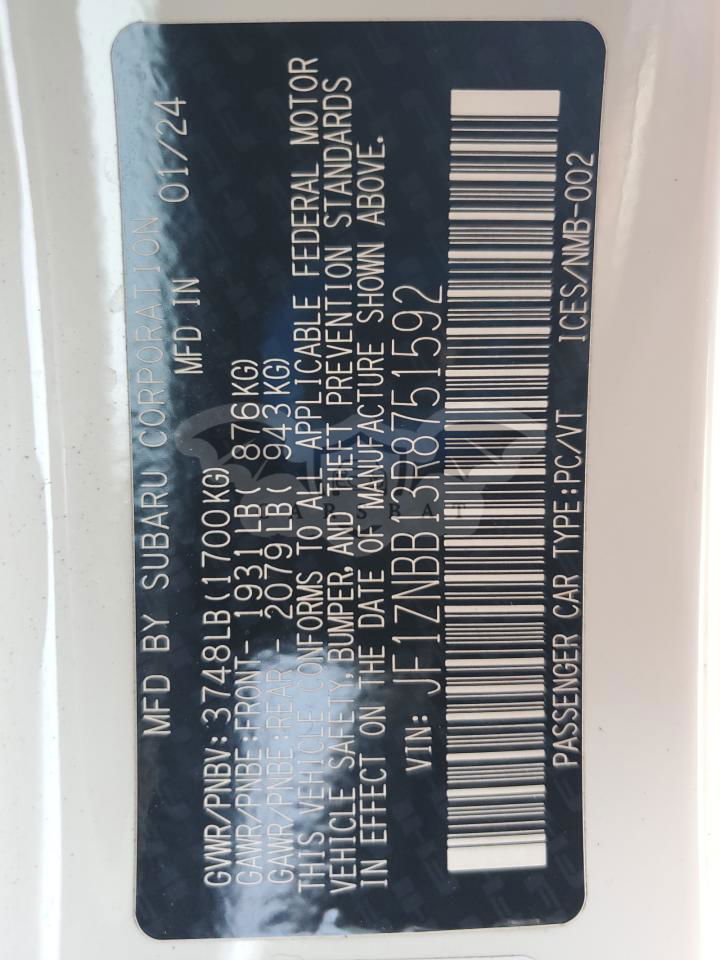 MFD BY SUBARU CORPORATION
MFD IN 01/24
GVWR/PNBV:3748LB(1700KG)
GAWR/PNBE:FRONT- 1931LB( 876KG)
GAWR/PNBE:REAR - 2079LB( 943KG)
THIS VEHICLE CONFORMS TO ALL APPLICABLE FEDERAL MOTOR
VEHICLE SAFETY, BUMPER, AND THEFT PREVENTION STANDARDS
IN EFFECT ON THE DATE OF MANUFACTURE SHOWN ABOVE.
VIN: JF1ZNBB13R8751592
PASSENGER CAR TYPE:PC/VT ICES/NMB-002